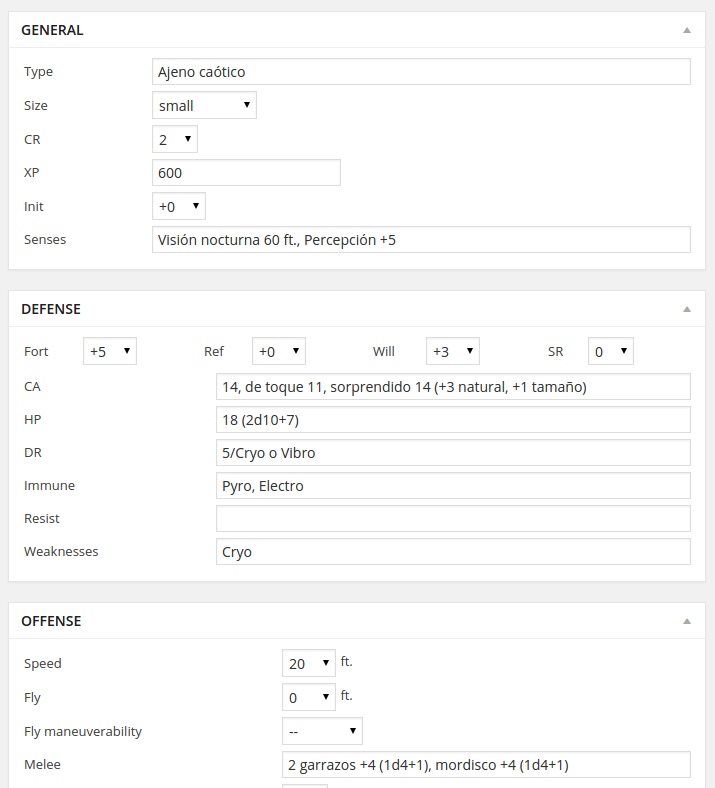 GENERAL
Type Ajeno caótico
Size small
CR 2
XP 600
Init +0
Senses Visión nocturna 60 ft., Percepción +5
DEFENSE
Fort +5 Ref +0 Will +3 SR 0
CA 14, de toque 11, sorprendido 14 (+3 natural, +1 tamaño)
HP 18 (2d10+7)
DR 5/Cryo o Vibro
Immune Pyro, Electro
Resist
Weaknesses Cryo
OFFENSE
Speed 20 ft.
Fly 0 ft.
Fly maneuverability --
Melee 2 garrazos +4 (1d4+1), mordisco +4 (1d4+1)